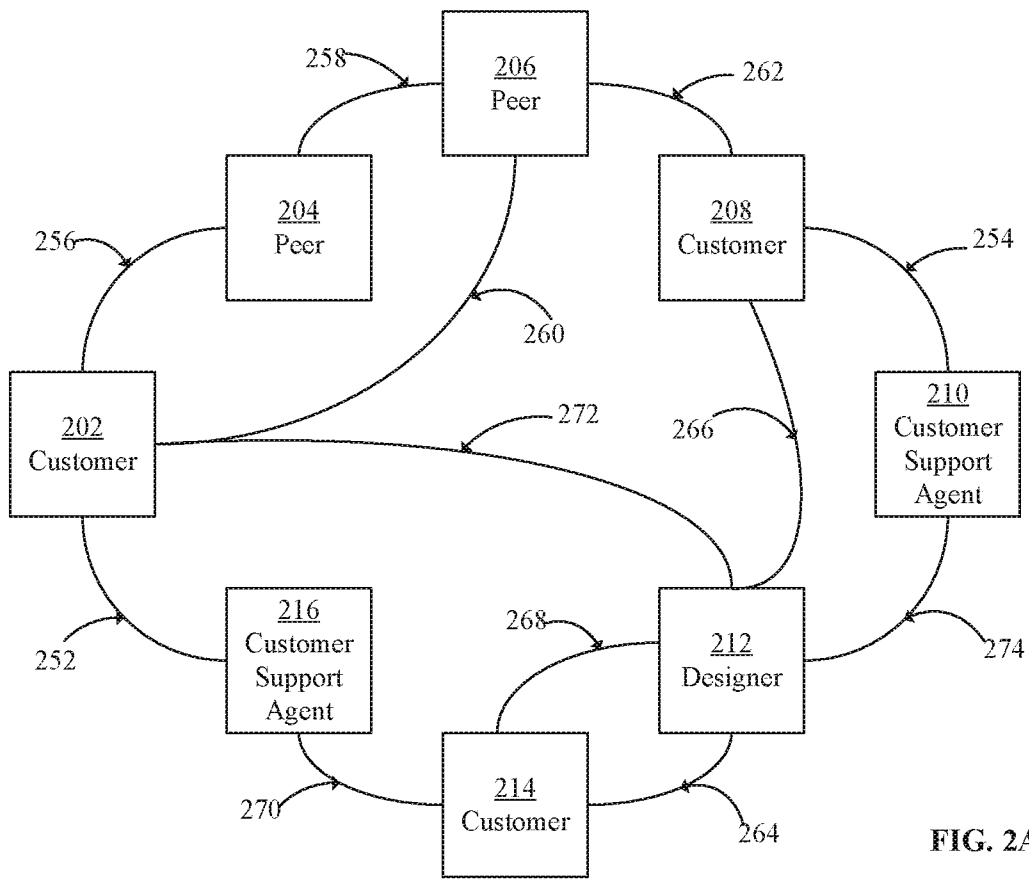 258
206
Peer
262
204
Peer
208
Customer
256
254
260
202
Customer
272
266
210
Customer
Support
Agent
252
216
Customer
Support
Agent
268
212
Designer
274
270
214
Customer
264
FIG. 2A